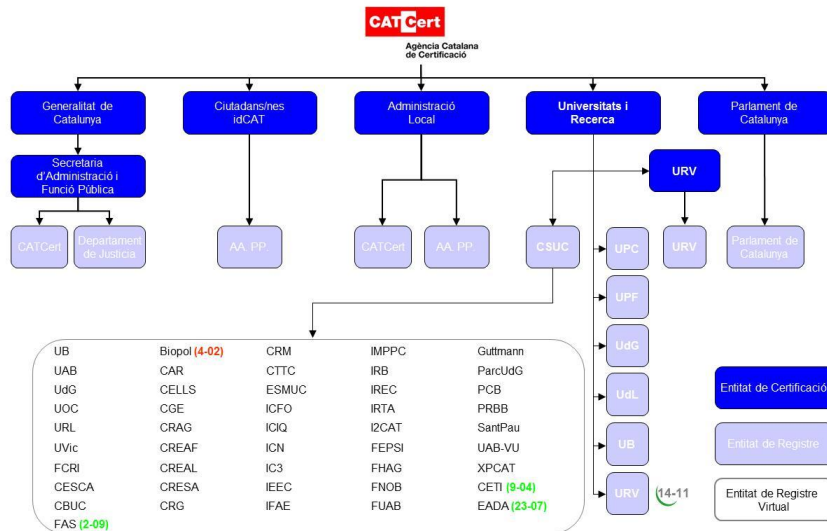 CATCert
Agència Catalana
de Certificació
Generalitat de
Catalunya
Ciutadans/nes
idCAT
Administració
Local
Universitats i
Recerca
Parlament de
Catalunya
Secretaria
d'Administració i
Funció Pública
URV
CATCert
Departament
de Justícia
AA. PP.
CATCert
AA. PP.
CSUC
UPC
URV
Parlament de
Catalunya
UPF
UdG
UdL
UB
URV
14-11
UB
UAB
UdG
UOC
URL
UVic
FCRI
CESCA
CBUC
FAS (2-09)
Biopol (4-02)
CAR
CELLS
CGE
CRAG
CREAF
CREAL
CRESA
CRG
CRM
CTTC
ESMUC
ICFO
ICIQ
ICN
IC3
IEEC
IFAE
IMPPC
IRB
IREC
IRTA
I2CAT
FEPSI
FHAG
FNOB
FUAB
Guttmann
ParcUdG
PCB
PRBB
SantPau
UAB-VU
XPCAT
CETI (9-04)
EADA (23-07)
Entitat de Certificació
Entitat de Registre
Entitat de Registre
Virtual